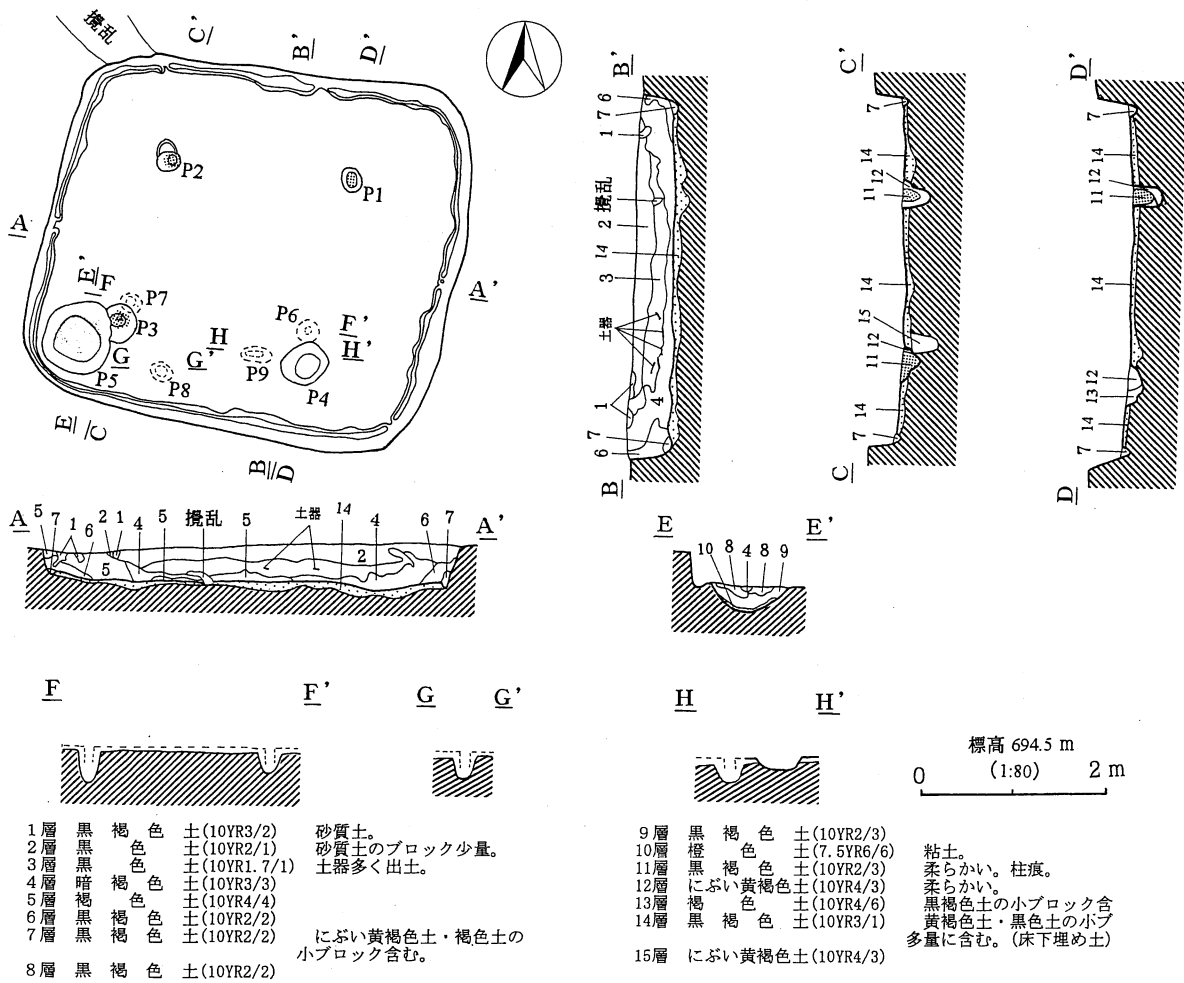 攪乱
C'
B'
D'
P2
P1
A
A'
E'
F
P7
P3
P6
F'
H
H'
G
G'
P5
P8
P9
P4
E
C
B
D
B'
6
7
1
攪乱
2
14
3
土器
1
4
7
6
B
C'
7
14
12
11
14
15
12
11
14
7
C
D'
7
14
12
11
14
12
13
14
7
D
A 5 7 1 6 2 1 4 5 攪乱 5 土器 14 4 6 7 A'
5 2
E E'
10 8 4 8 9
F F' G G' H H'
標高 694.5 m
0 (1:80) 2 m
1層 黒褐色土(10YR3/2) 砂質土。
2層 黒色土(10YR2/1) 砂質土のブロック少量。
3層 黒色土(10YR1.7/1) 土器多く出土。
4層 暗褐色土(10YR3/3)
5層 褐色土(10YR4/4)
6層 黒褐色土(10YR2/2)
7層 黒褐色土(10YR2/2) にぶい黄褐色土・褐色土の
小ブロック含む。
8層 黒褐色土(10YR2/2)
9層 黒褐色土(10YR2/3)
10層 橙色土(7.5YR6/6) 粘土。
11層 黒褐色土(10YR2/3) 柔らかい。柱痕。
12層 にぶい黄褐色土(10YR4/3) 柔らかい。
13層 褐色土(10YR4/6) 黒褐色土の小ブロック含
14層 黒褐色土(10YR3/1) 黄褐色土・黒色土の小ブ
多量に含む。(床下埋め土)
15層 にぶい黄褐色土(10YR4/3)